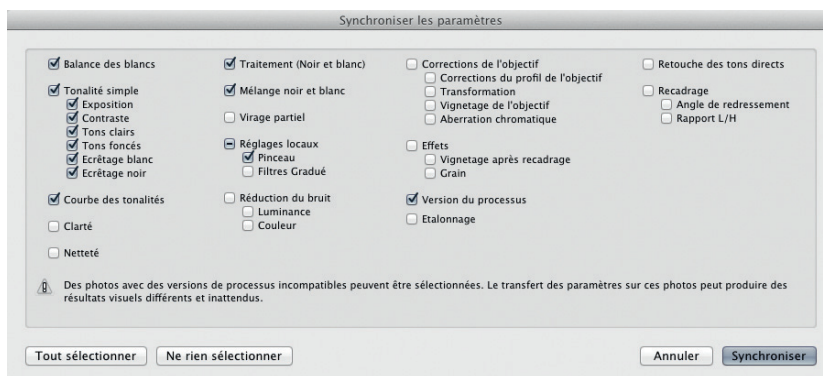 Synchroniser les paramètres
Balance des blancs
Tonalité simple
Exposition
Contraste
Tons clairs
Tons foncés
Ecrêtage blanc
Ecrêtage noir
Courbe des tonalités
Clarté
Netteté
Traitement (Noir et blanc)
Mélange noir et blanc
Virage partiel
Réglages locaux
Pinceau
Filtres Gradué
Réduction du bruit
Luminance
Couleur
Corrections de l'objectif
Corrections du profil de l'objectif
Transformation
Vignetage de l'objectif
Aberration chromatique
Effets
Vignetage après recadrage
Grain
Version du processus
Etalonnage
Retouche des tons directs
Recadrage
Angle de redressement
Rapport L/H
Des photos avec des versions de processus incompatibles peuvent être sélectionnées. Le transfert des paramètres sur ces photos peut produire des
résultats visuels différents et inattendus.
Tout sélectionner
Ne rien sélectionner
Annuler
Synchroniser